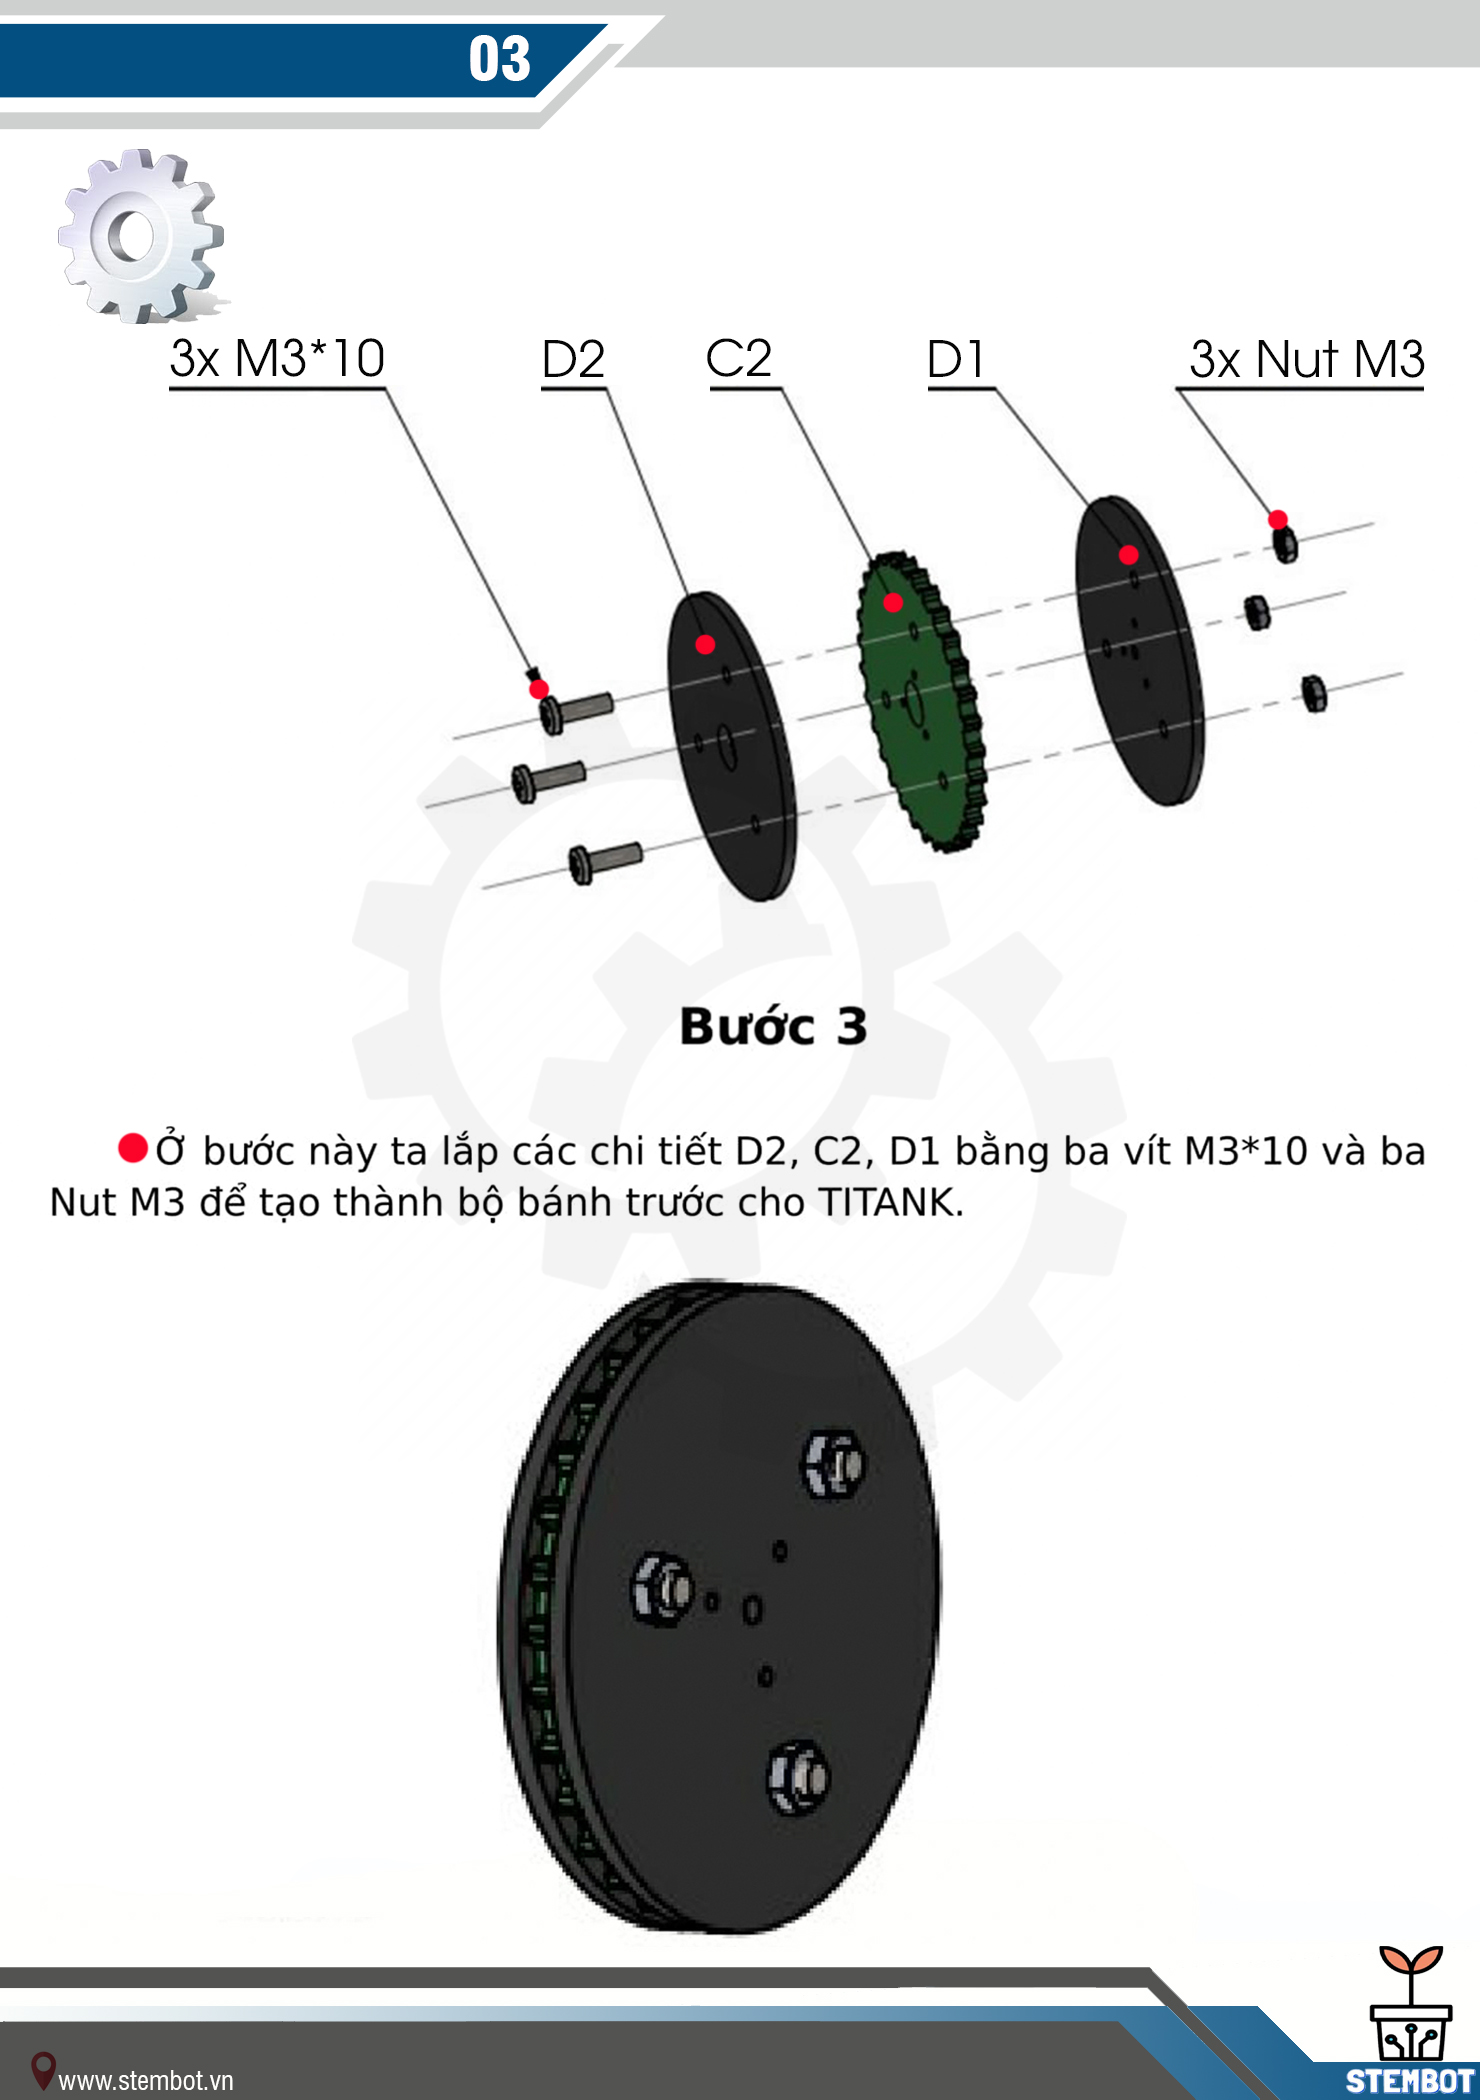 03
3x M3*10
D2
C2
D1
3x Nut M3
Bước 3
Ở bước này ta lắp các chi tiết D2, C2, D1 bằng ba vít M3*10 và ba
Nut M3 để tạo thành bộ bánh trước cho TITANK.
www.stembot.vn
STEMBOT